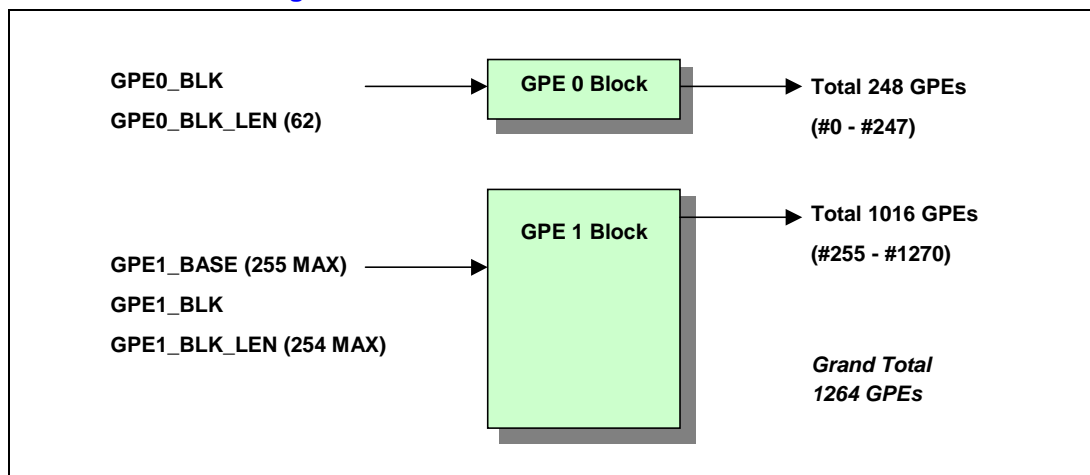 GPE0_BLK
GPE0_BLK_LEN (62)
GPE 0 Block
Total 248 GPEs
(#0 - #247)
GPE1_BASE (255 MAX)
GPE1_BLK
GPE1_BLK_LEN (254 MAX)
GPE 1 Block
Total 1016 GPEs
(#255 - #1270)
Grand Total
1264 GPEs